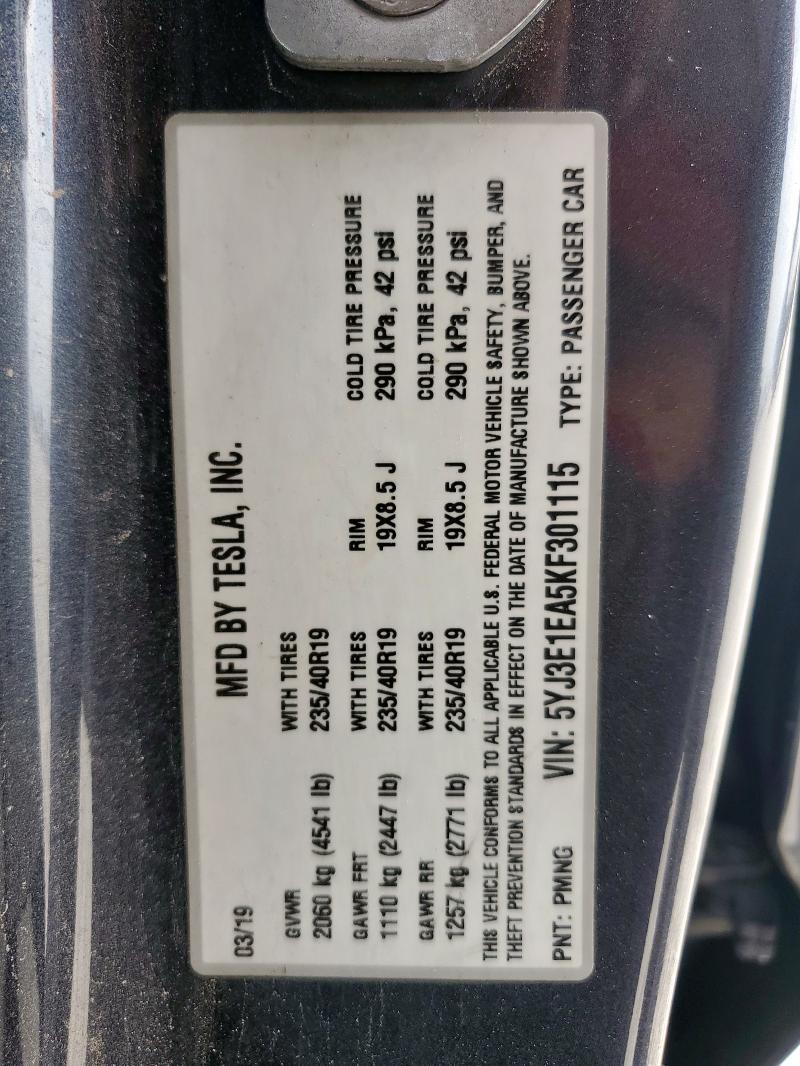 MFD BY TESLA, INC.
03/19
GVWR WITH TIRES
2060 kg (4541 lb) 235/40R19
GAWR FRT WITH TIRES RIM COLD TIRE PRESSURE
1110 kg (2447 lb) 235/40R19 19X8.5 J 290 kPa, 42 psi
GAWR RR WITH TIRES RIM COLD TIRE PRESSURE
1257 kg (2771 lb) 235/40R19 19X8.5 J 290 kPa, 42 psi
THIS VEHICLE CONFORMS TO ALL APPLICABLE U.S. FEDERAL MOTOR VEHICLE SAFETY, BUMPER, AND
THEFT PREVENTION STANDARDS IN EFFECT ON THE DATE OF MANUFACTURE SHOWN ABOVE.
PNT: PMNG VIN: 5YJ3E1EA5KF301115 TYPE: PASSENGER CAR